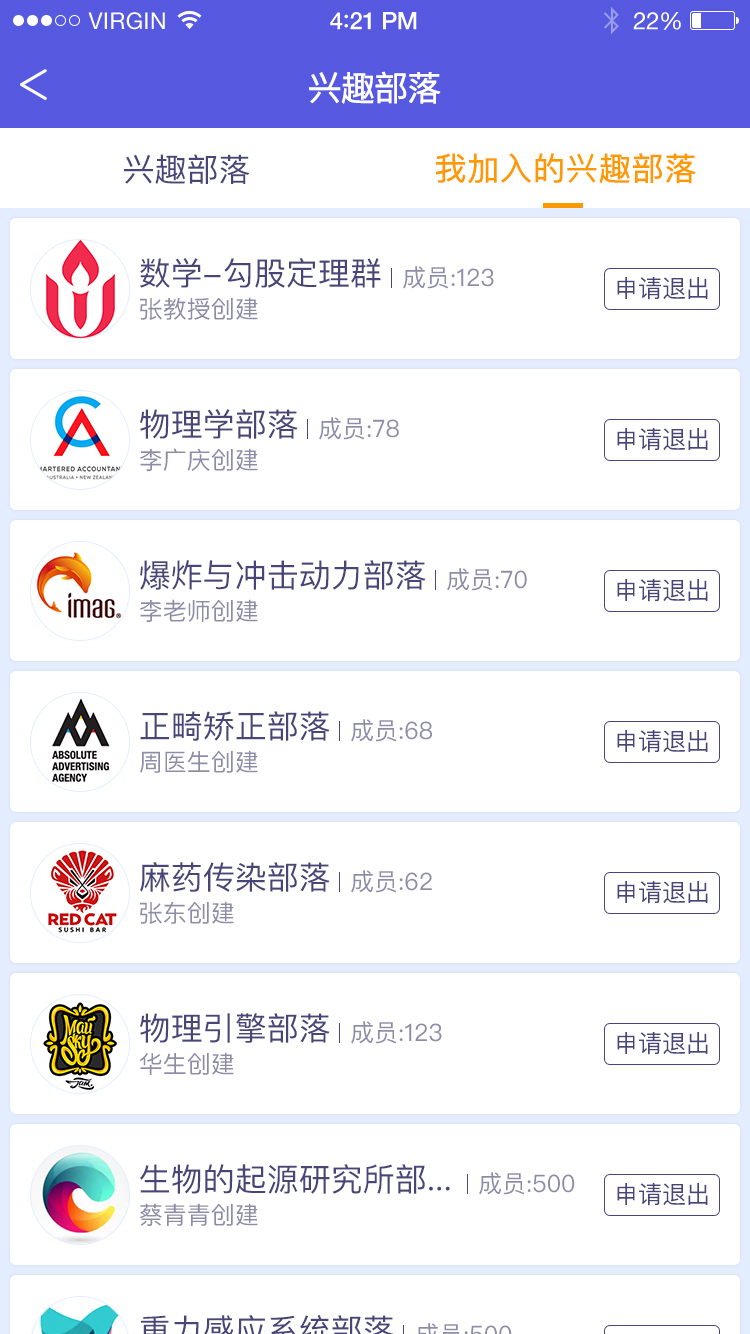 VIRGIN 4:21 PM 22%
兴趣部落
兴趣部落 我加入的兴趣部落
数学-勾股定理群 | 成员:123
张教授创建
申请退出
物理学部落 | 成员:78
李广庆创建
申请退出
ARTERED ACCOUNTAN
USTRALIA • NEW ZEALAN
爆炸与冲击动力部落 | 成员:70
李老师创建
申请退出
imag.
正畸矫正部落 | 成员:68
周医生创建
申请退出
ABSOLUTE
ADVERTISING
AGENCY
麻药传染部落 | 成员:62
张东创建
申请退出
RED CAT
SUSHI BAR
物理引擎部落 | 成员:123
华生创建
申请退出
生物的起源研究所部... | 成员:500
蔡青青创建
申请退出
重力感应系统部落 | 成员:500